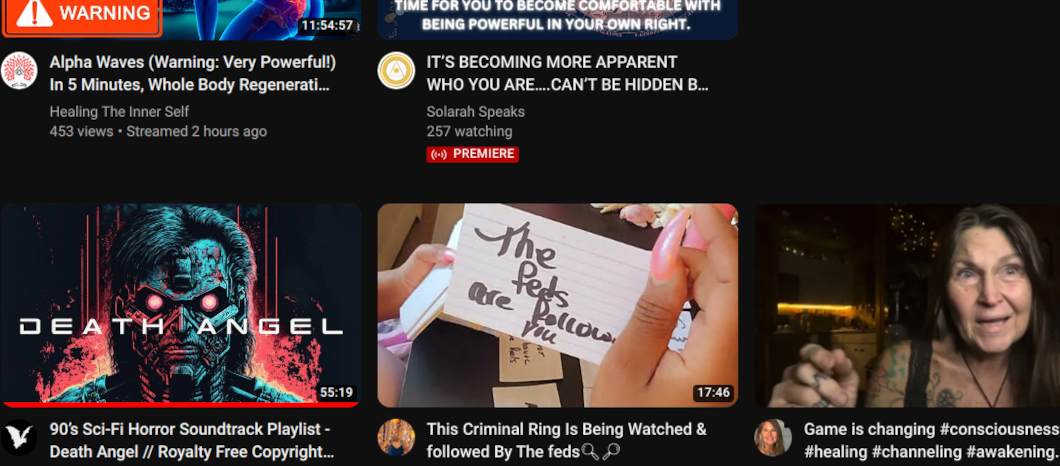 WARNING
11:54:57
TIME FOR YOU TO BECOME COMFORTABLE WITH
BEING POWERFUL IN YOUR OWN RIGHT.
Alpha Waves (Warning: Very Powerful!)
In 5 Minutes, Whole Body Regenerati...
Healing The Inner Self
453 views • Streamed 2 hours ago
IT'S BECOMING MORE APPARENT
WHO YOU ARE....CAN'T BE HIDDEN B...
Solarah Speaks
257 watching
PREMIERE
DEATH ANGEL
55:19
The
feds
are follow
you
17:46
90's Sci-Fi Horror Soundtrack Playlist -
Death Angel // Royalty Free Copyright...
This Criminal Ring Is Being Watched &
followed By The feds🔍🔎
Game is changing #consciousness
#healing #channeling #awakening.